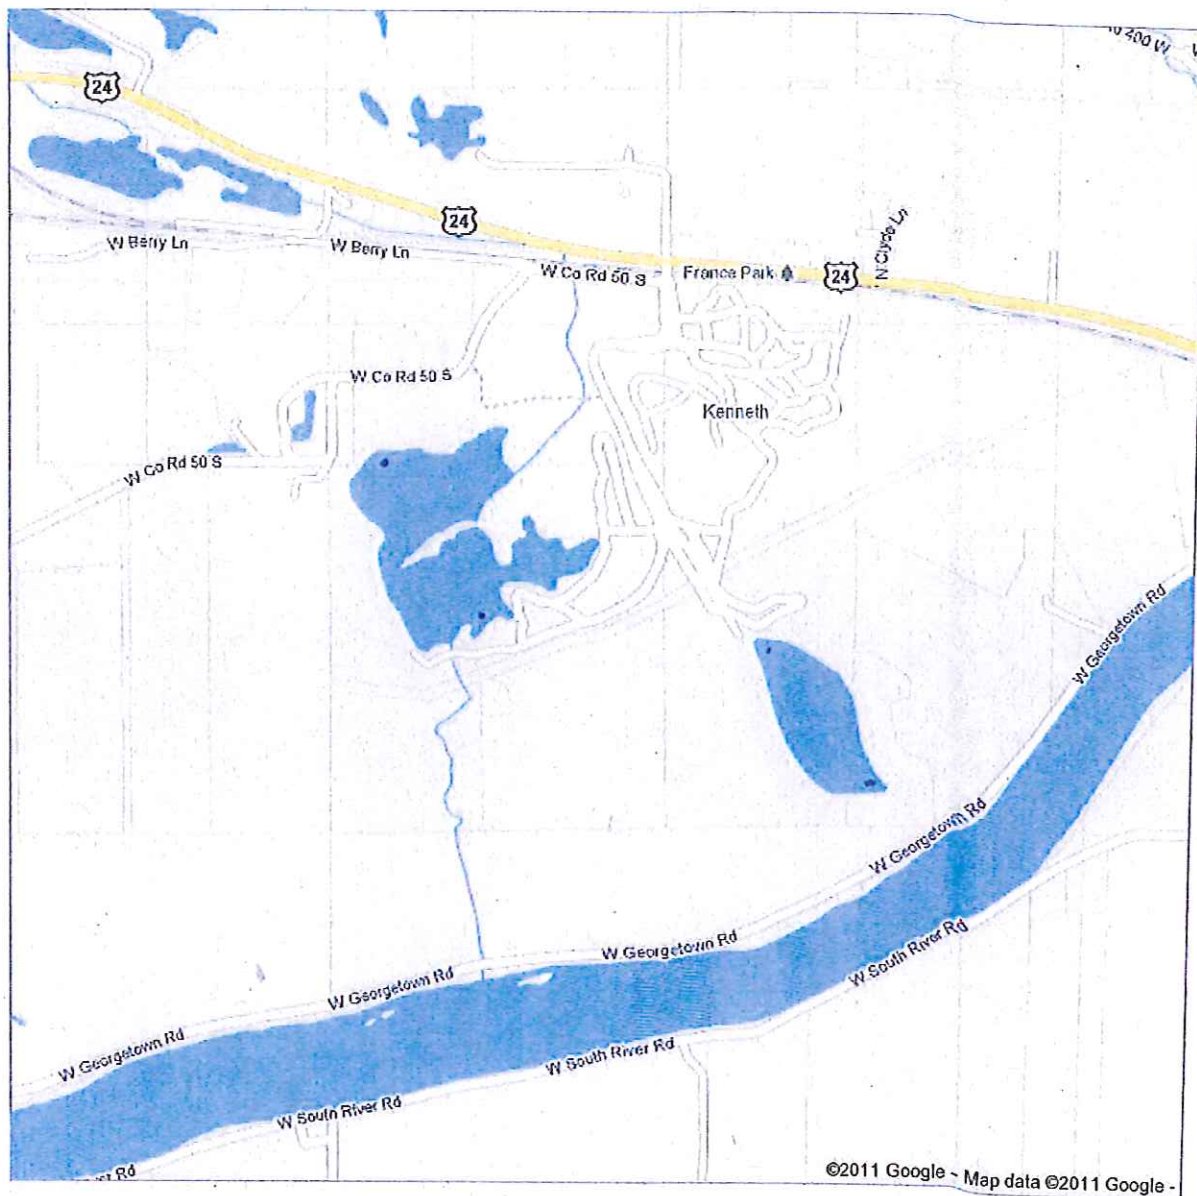 24
24
W Berry Ln
W Berry Ln
W Co Rd 50 S
France Park
24
N Clyde Ln
W Co Rd 50 S
Kenneth
W Co Rd 50 S
W Georgetown Rd
W Georgetown Rd
W Georgetown Rd
W South River Rd
W Georgetown Rd
W Georgetown Rd
W South River Rd
W South River Rd
Rd
©2011 Google - Map data ©2011 Google -